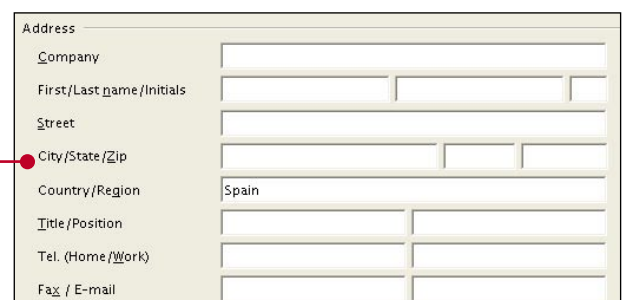 Address
Company
First/Last name/Initials
Street
City/State/Zip
Country/Region Spain
Title/Position
Tel. (Home/Work)
Fax / E-mail